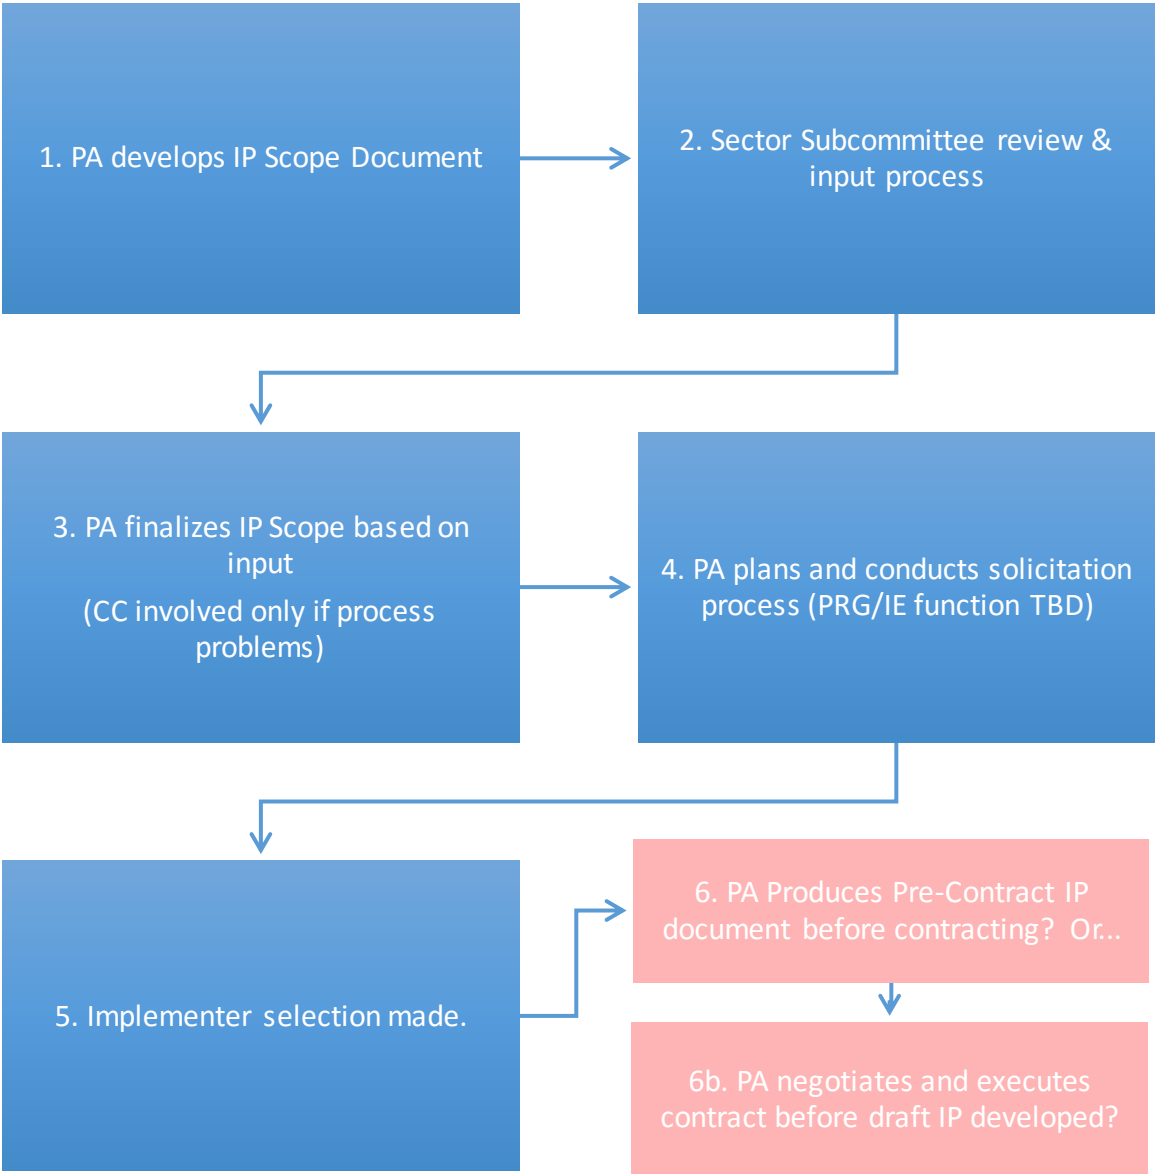 1. PA develops IP Scope Document
2. Sector Subcommittee review &
input process
3. PA finalizes IP Scope based on
input
(CC involved only if process
problems)
4. PA plans and conducts solicitation
process (PRG/IE function TBD)
5. Implementer selection made.
6. PA Produces Pre-Contract IP
document before contracting? Or...
6b. PA negotiates and executes
contract before draft IP developed?